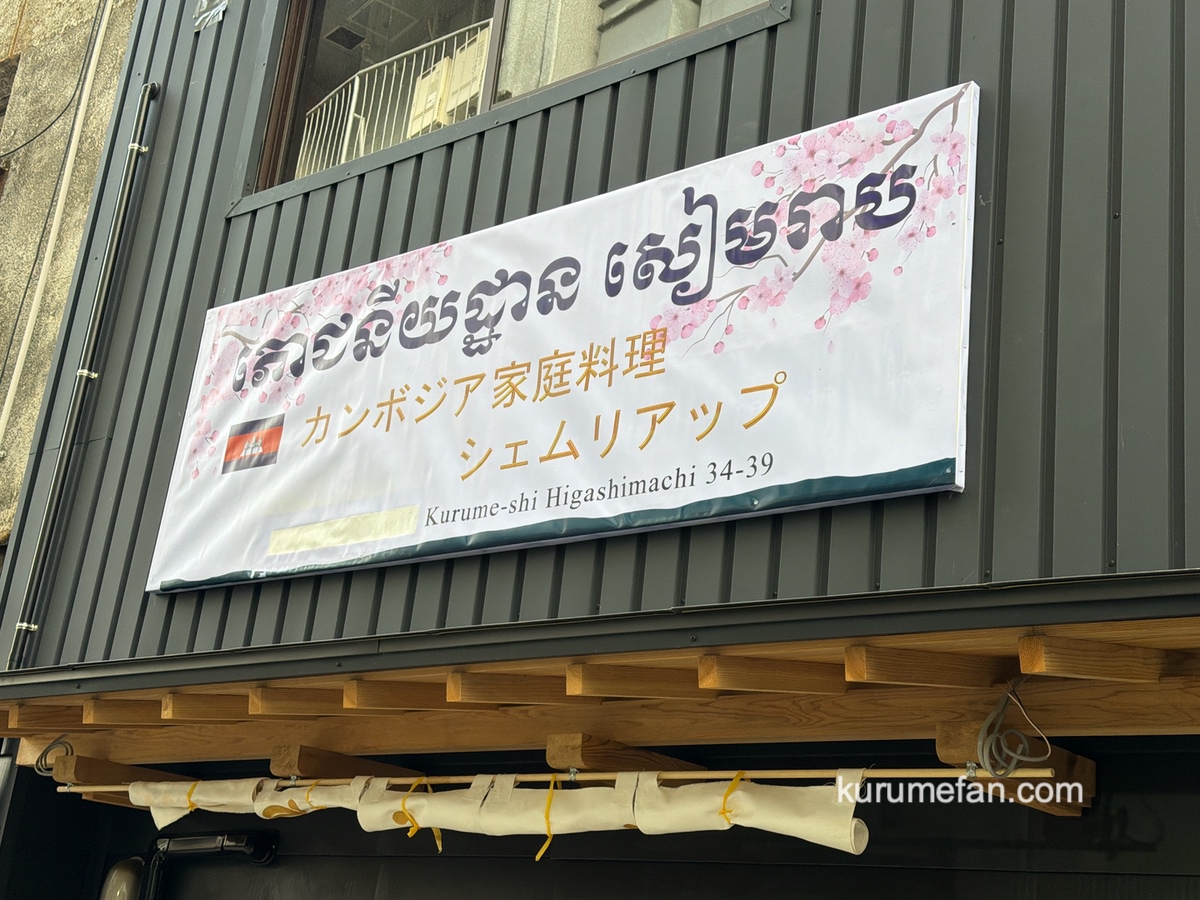 ភោជនីយដ្ឋាន សៀមរាប
カンボジア家庭料理
シェムリアップ
Kurume-shi Higashimachi 34-39
kurumefan.com